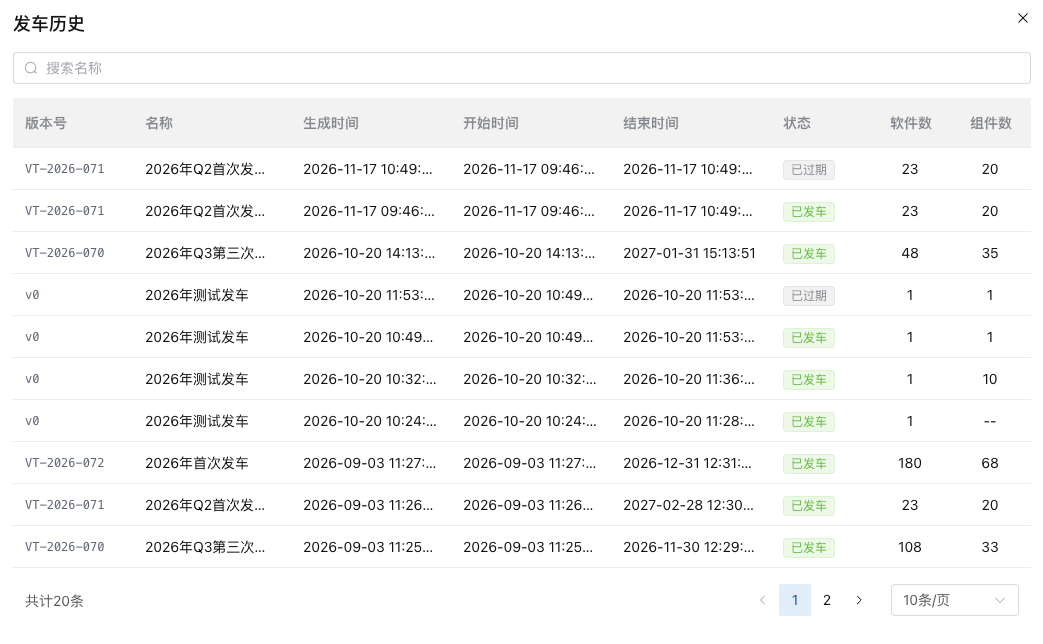 发车历史
搜索名称
版本号 名称 生成时间 开始时间 结束时间 状态 软件数 组件数
VT-2026-071 2026年Q2首次发... 2026-11-17 10:49:... 2026-11-17 09:46:... 2026-11-17 10:49:... 已过期 23 20
VT-2026-071 2026年Q2首次发... 2026-11-17 09:46:... 2026-11-17 09:46:... 2026-11-17 10:49:... 已发车 23 20
VT-2026-070 2026年Q3第三次... 2026-10-20 14:13:... 2026-10-20 14:13:... 2027-01-31 15:13:51 已发车 48 35
v0 2026年测试发车 2026-10-20 11:53:... 2026-10-20 10:49... 2026-10-20 11:53:... 已过期 1 1
v0 2026年测试发车 2026-10-20 10:49... 2026-10-20 10:49... 2026-10-20 11:53:... 已发车 1 1
v0 2026年测试发车 2026-10-20 10:32:... 2026-10-20 10:32:... 2026-10-20 11:36:... 已发车 1 10
v0 2026年测试发车 2026-10-20 10:24:... 2026-10-20 10:24:... 2026-10-20 11:28:... 已发车 1 --
VT-2026-072 2026年首次发车 2026-09-03 11:27:... 2026-09-03 11:27:... 2026-12-31 12:31:... 已发车 180 68
VT-2026-071 2026年Q2首次发... 2026-09-03 11:26... 2026-09-03 11:26... 2027-02-28 12:30... 已发车 23 20
VT-2026-070 2026年Q3第三次... 2026-09-03 11:25... 2026-09-03 11:25... 2026-11-30 12:29:... 已发车 108 33
共计20条 1 2 10条/页